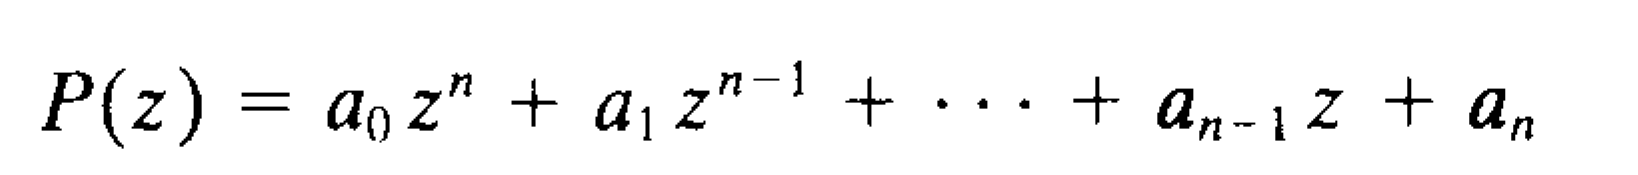 P(z) = a₀zⁿ + a₁zⁿ⁻¹ + ··· + aₙ₋₁z + aₙ